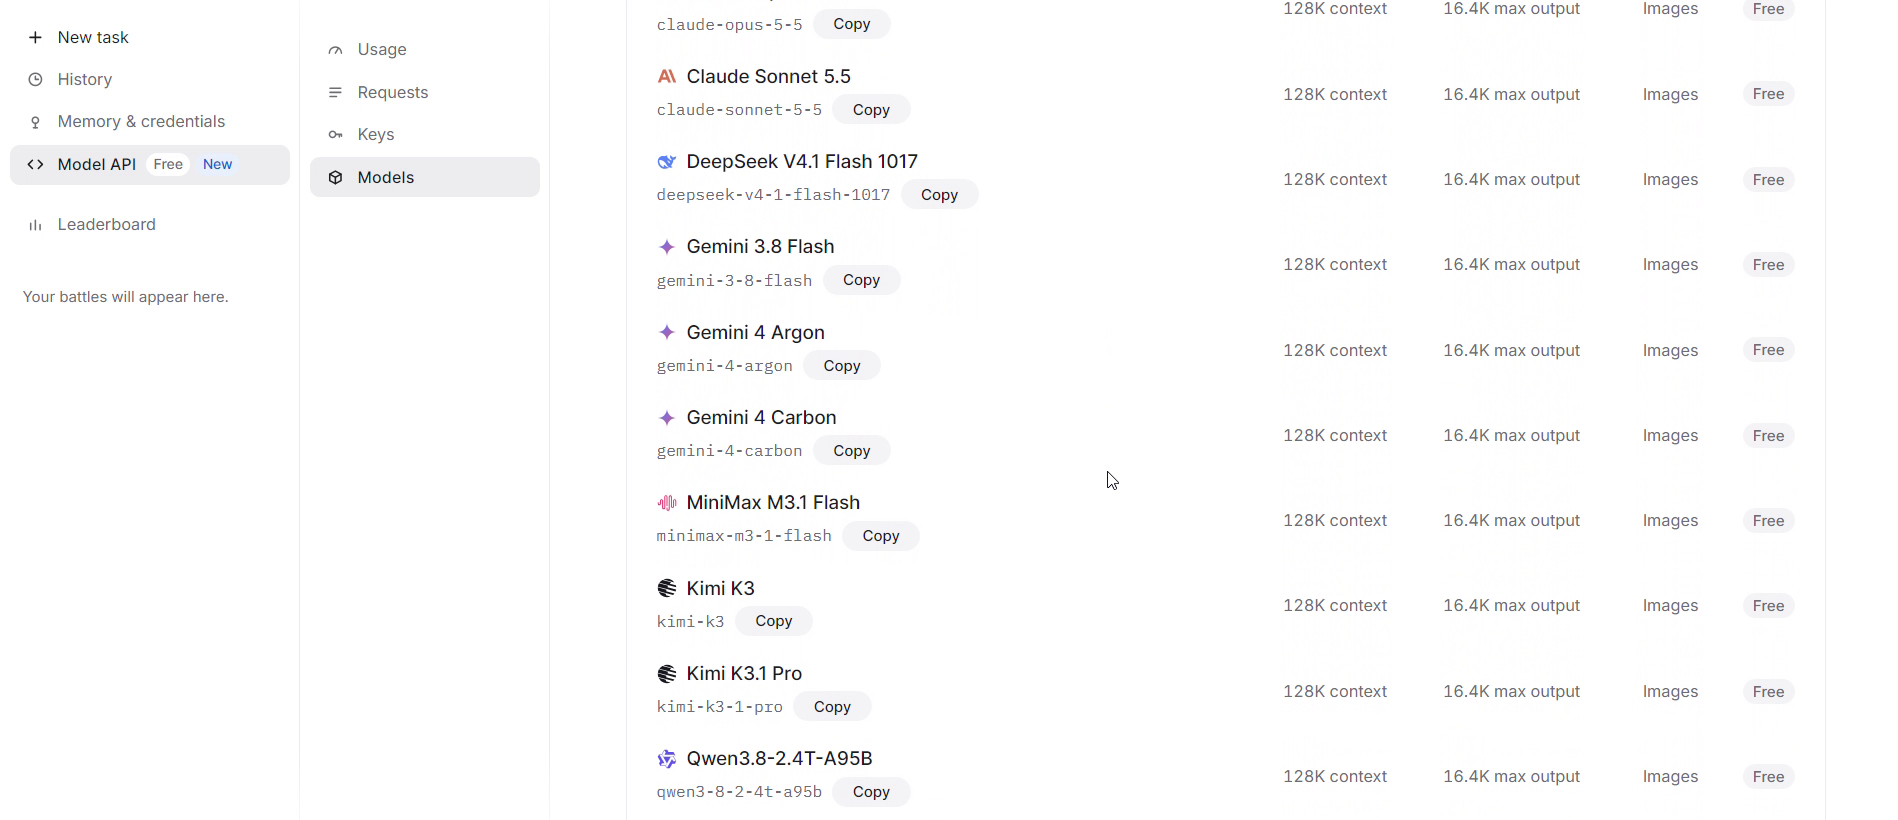 New task
History
Memory & credentials
Model API Free New
Leaderboard
Your battles will appear here.
Usage
Requests
Keys
Models
claude-opus-5-5 Copy
128K context 16.4K max output Images Free
Claude Sonnet 5.5
claude-sonnet-5-5 Copy
128K context 16.4K max output Images Free
DeepSeek V4.1 Flash 1017
deepseek-v4-1-flash-1017 Copy
128K context 16.4K max output Images Free
Gemini 3.8 Flash
gemini-3-8-flash Copy
128K context 16.4K max output Images Free
Gemini 4 Argon
gemini-4-argon Copy
128K context 16.4K max output Images Free
Gemini 4 Carbon
gemini-4-carbon Copy
128K context 16.4K max output Images Free
MiniMax M3.1 Flash
minimax-m3-1-flash Copy
128K context 16.4K max output Images Free
Kimi K3
kimi-k3 Copy
128K context 16.4K max output Images Free
Kimi K3.1 Pro
kimi-k3-1-pro Copy
128K context 16.4K max output Images Free
Qwen3.8-2.4T-A95B
qwen3-8-2-4t-a95b Copy
128K context 16.4K max output Images Free